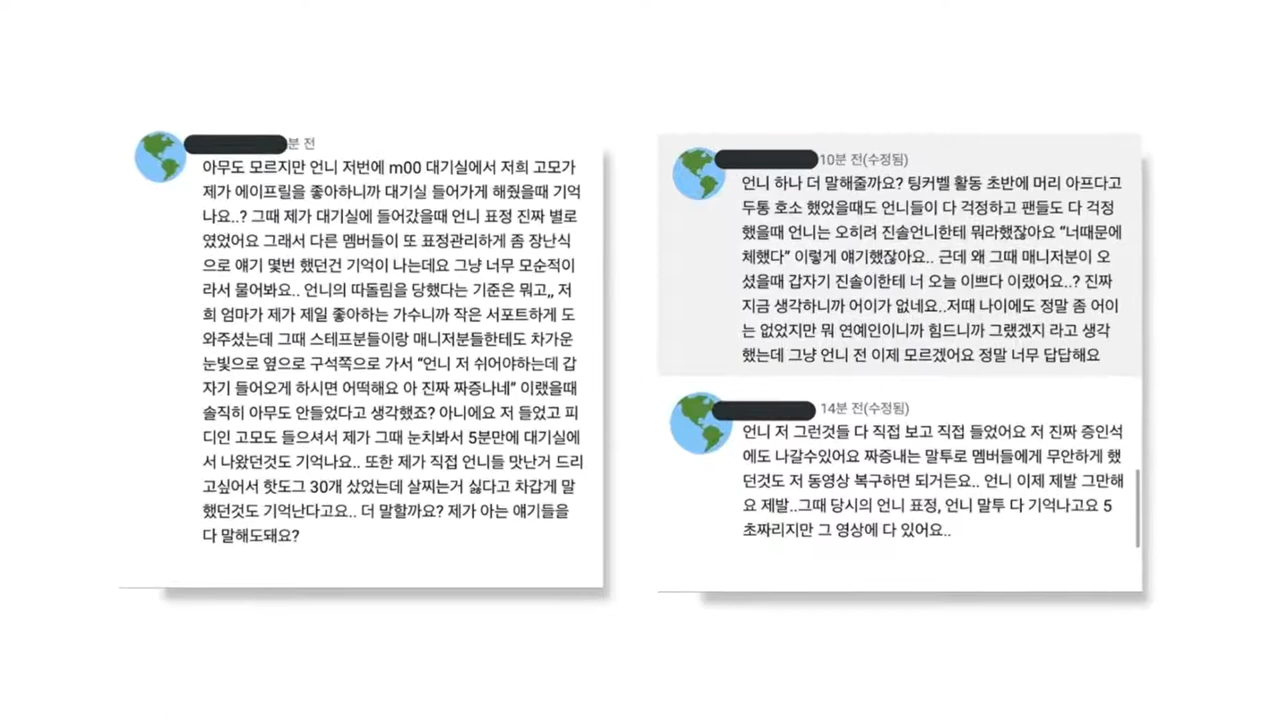 분 전
아무도 모르지만 언니 저번에 m00 대기실에서 저희 고모가
제가 에이프릴을 좋아하니까 대기실 들어가게 해줬을때 기억
나요..? 그때 제가 대기실에 들어갔을때 언니 표정 진짜 별로
였었어요 그래서 다른 멤버들이 또 표정관리하게 좀 장난식
으로 얘기 몇번 했던건 기억이 나는데요 그냥 너무 모순적이
라서 물어봐요.. 언니의 따돌림을 당했다는 기준은 뭐고,, 저
희 엄마가 제가 제일 좋아하는 가수니까 작은 서포트하게 도
와주셨는데 그때 스테프분들이랑 매니저분들한테도 차가운
눈빛으로 옆으로 구석쪽으로 가서 “언니 저 쉬어야하는데 갑
자기 들어오게 하시면 어떡해요 아 진짜 짜증나네” 이랬을때
솔직히 아무도 안들었다고 생각했죠? 아니에요 저 들었고 피
디인 고모도 들으셔서 제가 그때 눈치봐서 5분만에 대기실에
서 나왔던것도 기억나요.. 또한 제가 직접 언니들 맛난거 드리
고싶어서 핫도그 30개 샀었는데 살찌는거 싫다고 차갑게 말
했던것도 기억난다고요.. 더 말할까요? 제가 아는 얘기들을
다 말해도돼요?
10분 전(수정됨)
언니 하나 더 말해줄까요? 팅커벨 활동 초반에 머리 아프다고
두통 호소 했었을때도 언니들이 다 걱정하고 팬들도 다 걱정
했을때 언니는 오히려 진솔언니한테 뭐라했잖아요 “너때문에
체했다” 이렇게 얘기했잖아요.. 근데 왜 그때 매니저분이 오
셨을때 갑자기 진솔이한테 너 오늘 이쁘다 이랬어요..? 진짜
지금 생각하니까 어이가 없네요..저때 나이에도 정말 좀 어이
는 없었지만 뭐 연예인이니까 힘드니까 그랬겠지 라고 생각
했는데 그냥 언니 전 이제 모르겠어요 정말 너무 답답해요
14분 전(수정됨)
언니 저 그런것들 다 직접 보고 직접 들었어요 저 진짜 증인석
에도 나갈수있어요 짜증내는 말투로 멤버들에게 무안하게 했
던것도 저 동영상 복구하면 되거든요.. 언니 이제 제발 그만해
요 제발..그때 당시의 언니 표정, 언니 말투 다 기억나고요 5
초짜리지만 그 영상에 다 있어요..